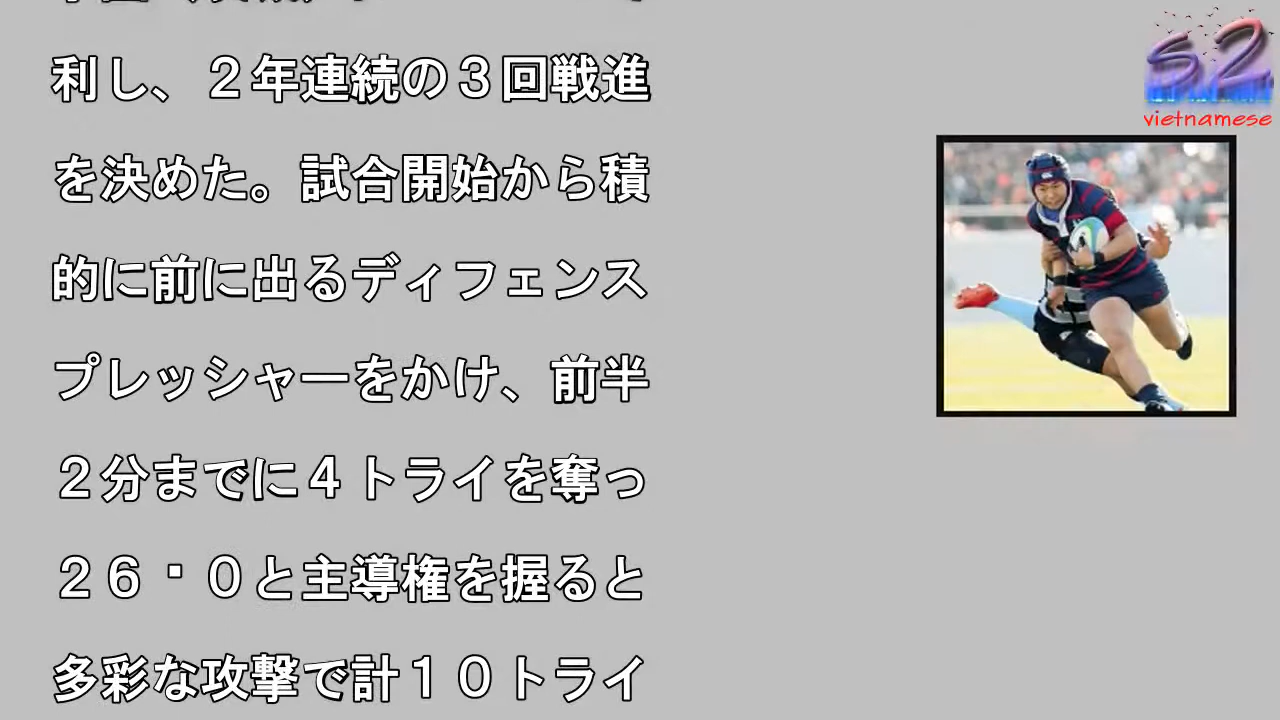 利し、２年連続の３回戦進
を決めた。試合開始から積
的に前に出るディフェンス
プレッシャーをかけ、前半
２分までに４トライを奪っ
２６・０と主導権を握ると
多彩な攻撃で計１０トライ
S2
vietnamese